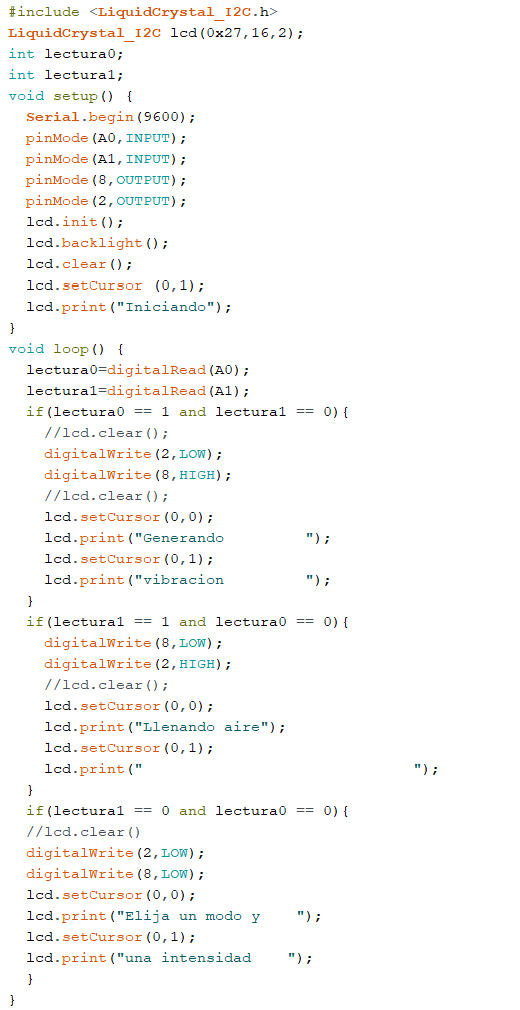 #include <LiquidCrystal_I2C.h>
LiquidCrystal_I2C lcd(0x27,16,2);
int lectura0;
int lectura1;
void setup() {
  Serial.begin(9600);
  pinMode(A0,INPUT);
  pinMode(A1,INPUT);
  pinMode(8,OUTPUT);
  pinMode(2,OUTPUT);
  lcd.init();
  lcd.backlight();
  lcd.clear();
  lcd.setCursor (0,1);
  lcd.print("Iniciando");
}
void loop() {
  lectura0=digitalRead(A0);
  lectura1=digitalRead(A1);
  if(lectura0 == 1 and lectura1 == 0){
    //lcd.clear();
    digitalWrite(2,LOW);
    digitalWrite(8,HIGH);
    //lcd.clear();
    lcd.setCursor(0,0);
    lcd.print("Generando         ");
    lcd.setCursor(0,1);
    lcd.print("vibracion         ");
  }
  if(lectura1 == 1 and lectura0 == 0){
    digitalWrite(8,LOW);
    digitalWrite(2,HIGH);
    //lcd.clear();
    lcd.setCursor(0,0);
    lcd.print("Llenando aire");
    lcd.setCursor(0,1);
    lcd.print("                              ");
  }
  if(lectura1 == 0 and lectura0 == 0){
  //lcd.clear()
  digitalWrite(2,LOW);
  digitalWrite(8,LOW);
  lcd.setCursor(0,0);
  lcd.print("Elija un modo y    ");
  lcd.setCursor(0,1);
  lcd.print("una intensidad    ");
  }
}